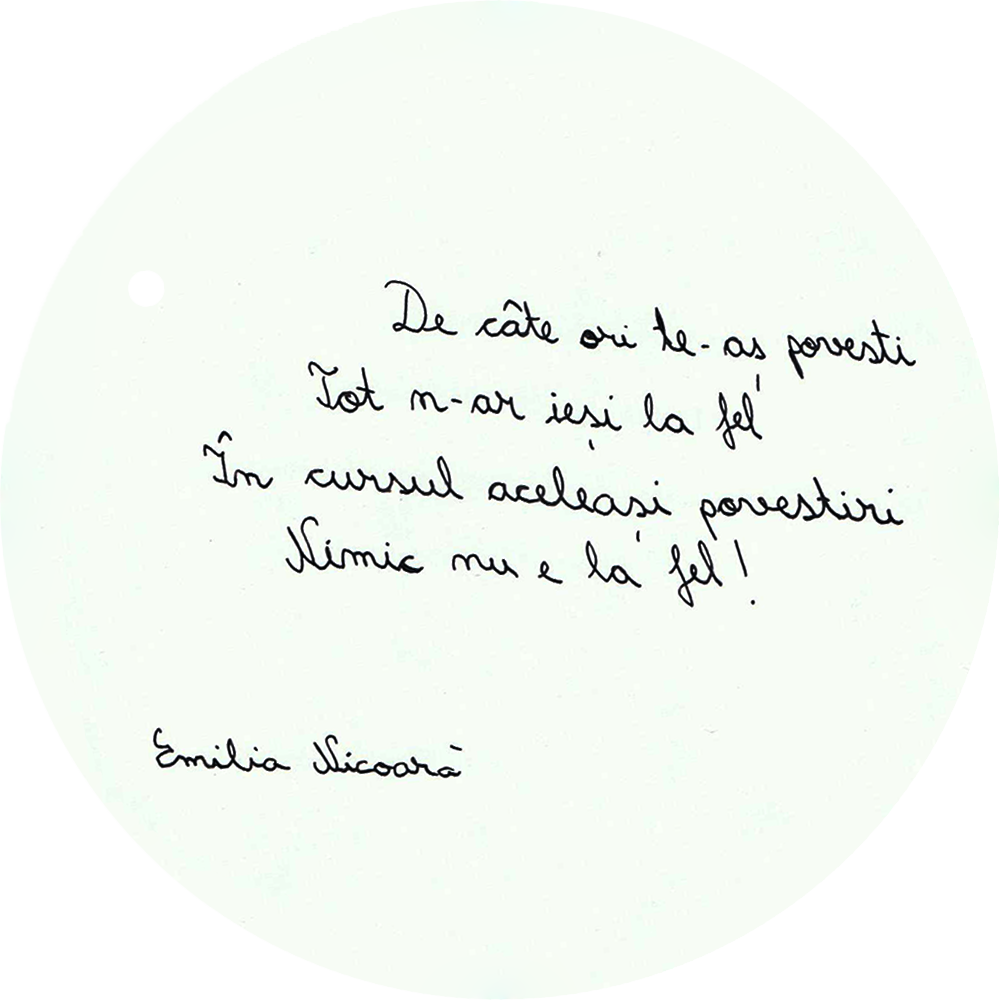 De câte ori te-aș povesti
Tot n-ar ieși la fel
În cursul aceleași povestiri
Nimic nu e la fel!
Emilia Nicoară